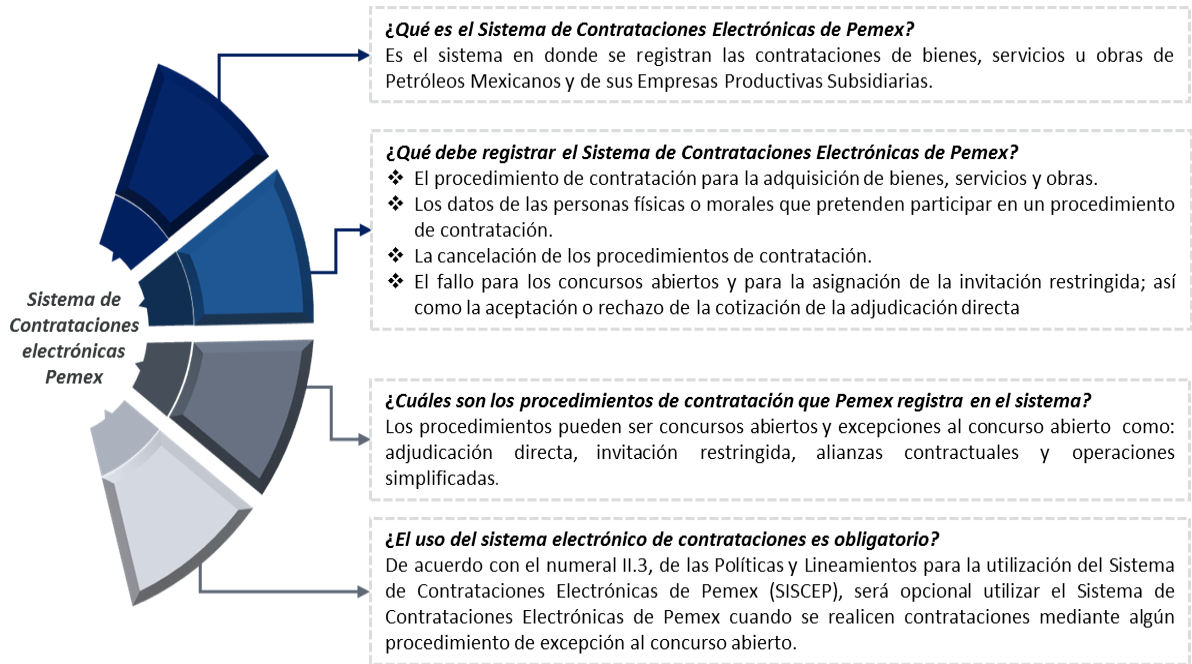 Sistema de
Contrataciones
electrónicas
Pemex
¿Qué es el Sistema de Contrataciones Electrónicas de Pemex?
Es el sistema en donde se registran las contrataciones de bienes, servicios u obras de
Petróleos Mexicanos y de sus Empresas Productivas Subsidiarias.
¿Qué debe registrar el Sistema de Contrataciones Electrónicas de Pemex?
❖ El procedimiento de contratación para la adquisición de bienes, servicios y obras.
❖ Los datos de las personas físicas o morales que pretenden participar en un procedimiento
de contratación.
❖ La cancelación de los procedimientos de contratación.
❖ El fallo para los concursos abiertos y para la asignación de la invitación restringida; así
como la aceptación o rechazo de la cotización de la adjudicación directa
¿Cuáles son los procedimientos de contratación que Pemex registra en el sistema?
Los procedimientos pueden ser concursos abiertos y excepciones al concurso abierto como:
adjudicación directa, invitación restringida, alianzas contractuales y operaciones
simplificadas.
¿El uso del sistema electrónico de contrataciones es obligatorio?
De acuerdo con el numeral II.3, de las Políticas y Lineamientos para la utilización del Sistema
de Contrataciones Electrónicas de Pemex (SISCEP), será opcional utilizar el Sistema de
Contrataciones Electrónicas de Pemex cuando se realicen contrataciones mediante algún
procedimiento de excepción al concurso abierto.